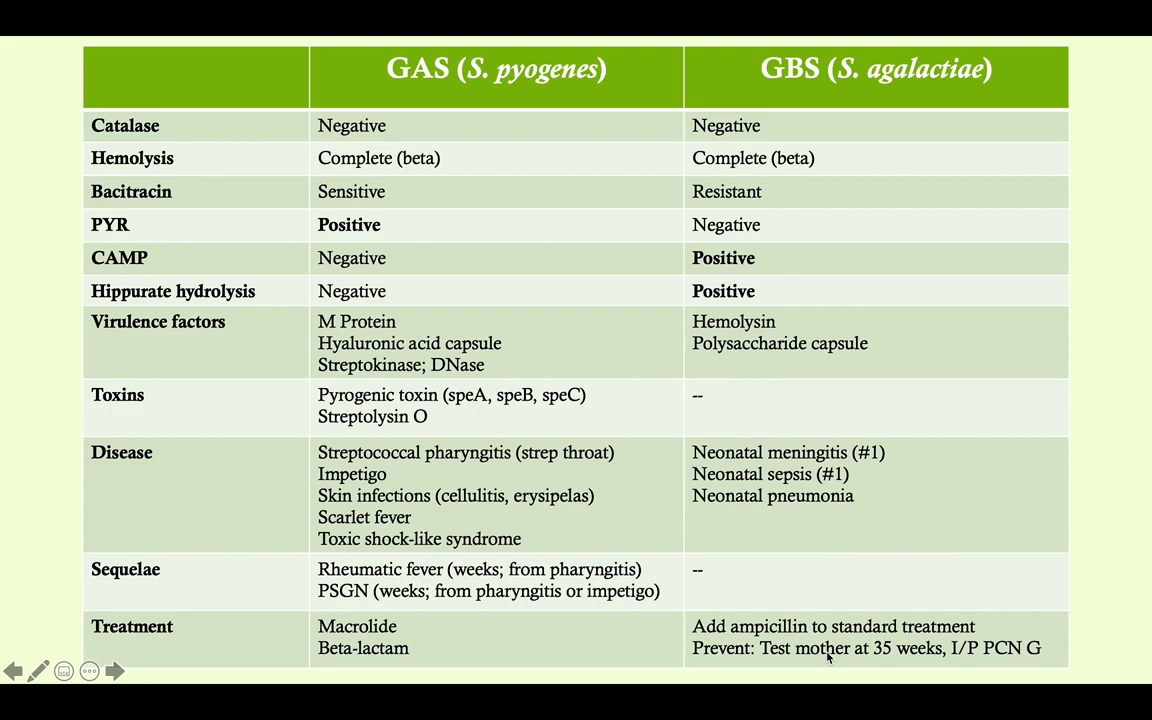 GAS (S. pyogenes) GBS (S. agalactiae)
Catalase Negative Negative
Hemolysis Complete (beta) Complete (beta)
Bacitracin Sensitive Resistant
PYR Positive Negative
CAMP Negative Positive
Hippurate hydrolysis Negative Positive
Virulence factors M Protein Hemolysin
Hyaluronic acid capsule Polysaccharide capsule
Streptokinase; DNase
Toxins Pyrogenic toxin (speA, speB, speC) --
Streptolysin O
Disease Streptococcal pharyngitis (strep throat) Neonatal meningitis (#1)
Impetigo Neonatal sepsis (#1)
Skin infections (cellulitis, erysipelas) Neonatal pneumonia
Scarlet fever
Toxic shock-like syndrome
Sequelae Rheumatic fever (weeks; from pharyngitis) --
PSGN (weeks; from pharyngitis or impetigo)
Treatment Macrolide Add ampicillin to standard treatment
Beta-lactam Prevent: Test mother at 35 weeks, I/P PCN G